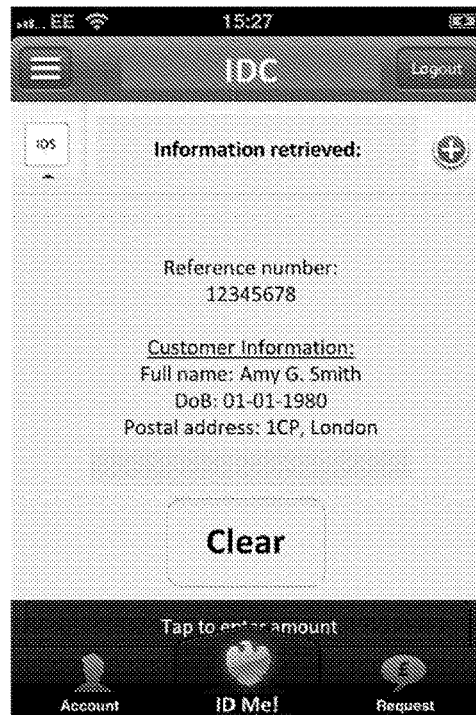 EE 15:27
IDC
Logout
IDS
Information retrieved:
Reference number:
12345678
Customer Information:
Full name: Amy G. Smith
DoB: 01-01-1980
Postal address: 1CP, London
Clear
Tap to enter amount
£
Account
ID Me!
Request